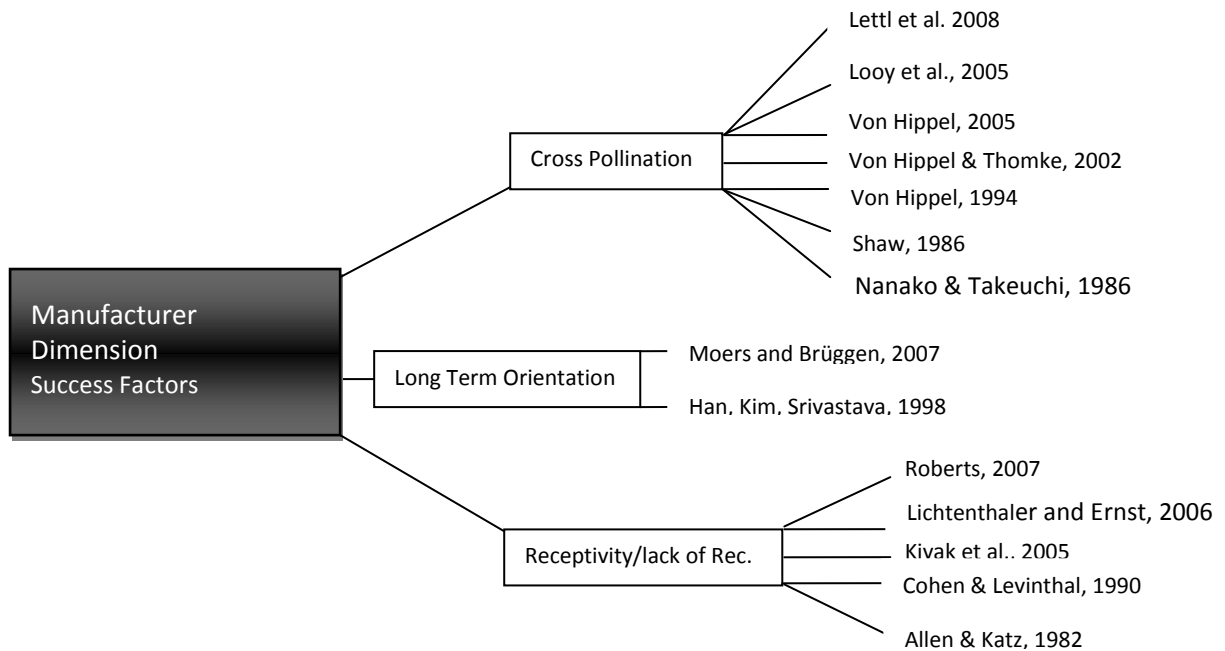 Lettl et al. 2008
Looy et al., 2005
Von Hippel, 2005
Cross Pollination
Von Hippel & Thomke, 2002
Von Hippel, 1994
Shaw, 1986
Nanako & Takeuchi, 1986
Manufacturer
Dimension
Success Factors
Moers and Brüggen, 2007
Long Term Orientation
Han, Kim, Srivastava, 1998
Roberts, 2007
Lichtenthaler and Ernst, 2006
Receptivity/lack of Rec.
Kivak et al., 2005
Cohen & Levinthal, 1990
Allen & Katz, 1982